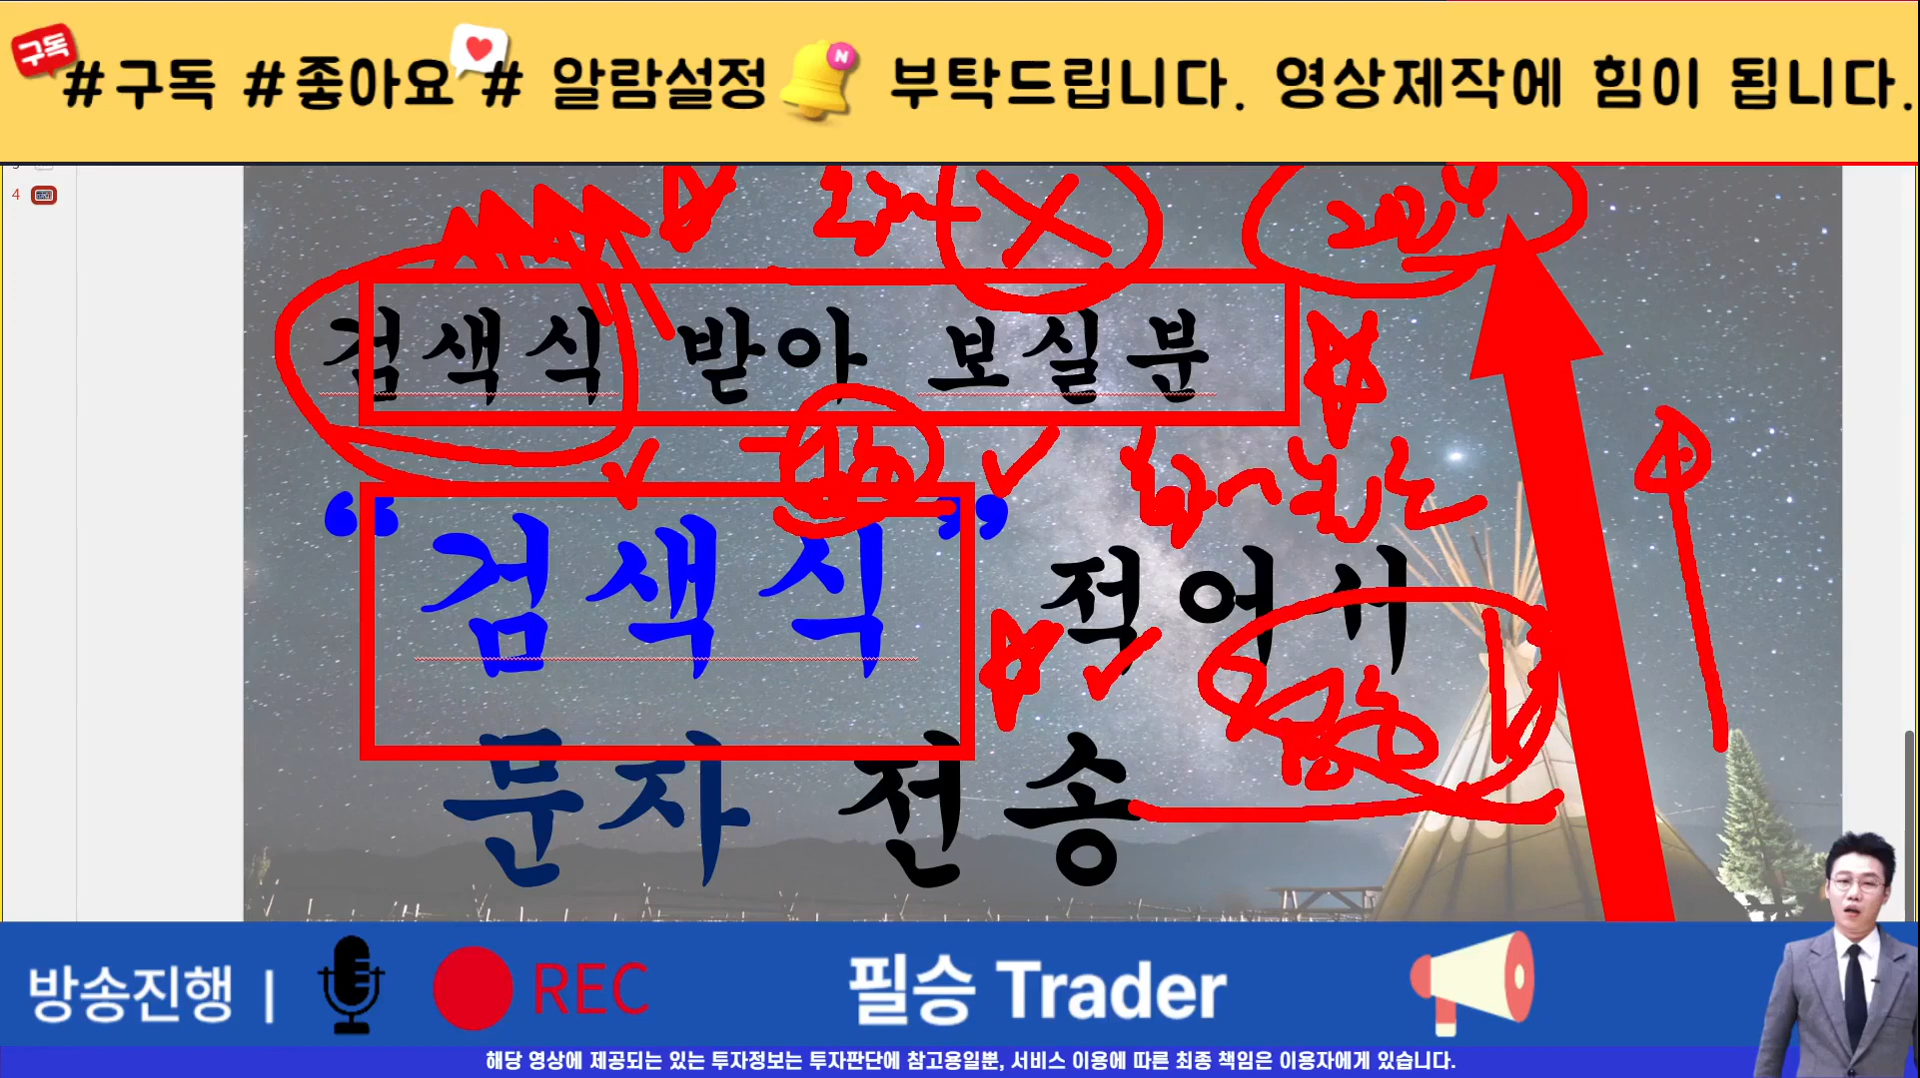 구독
#구독 #좋아요 # 알람설정 N 부탁드립니다. 영상제작에 힘이 됩니다.
4
검색식 받아 보실분
“검색식” 적어서
문자 전송
방송진행 | REC 필승 Trader
해당 영상에 제공되는 있는 투자정보는 투자판단에 참고용일뿐, 서비스 이용에 따른 최종 책임은 이용자에게 있습니다.